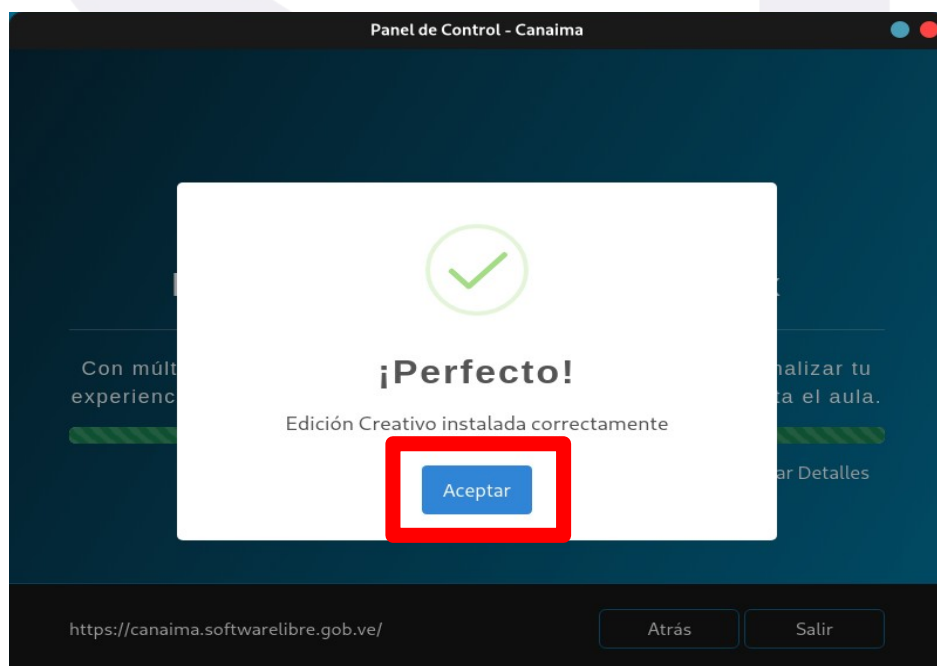 Panel de Control - Canaima
Con múlt
nalizar tu
¡Perfecto!
experienc
ta el aula.
Edición Creativo instalada correctamente
ar Detalles
Aceptar
https://canaima.softwarelibre.gob.ve/
Atrás
Salir